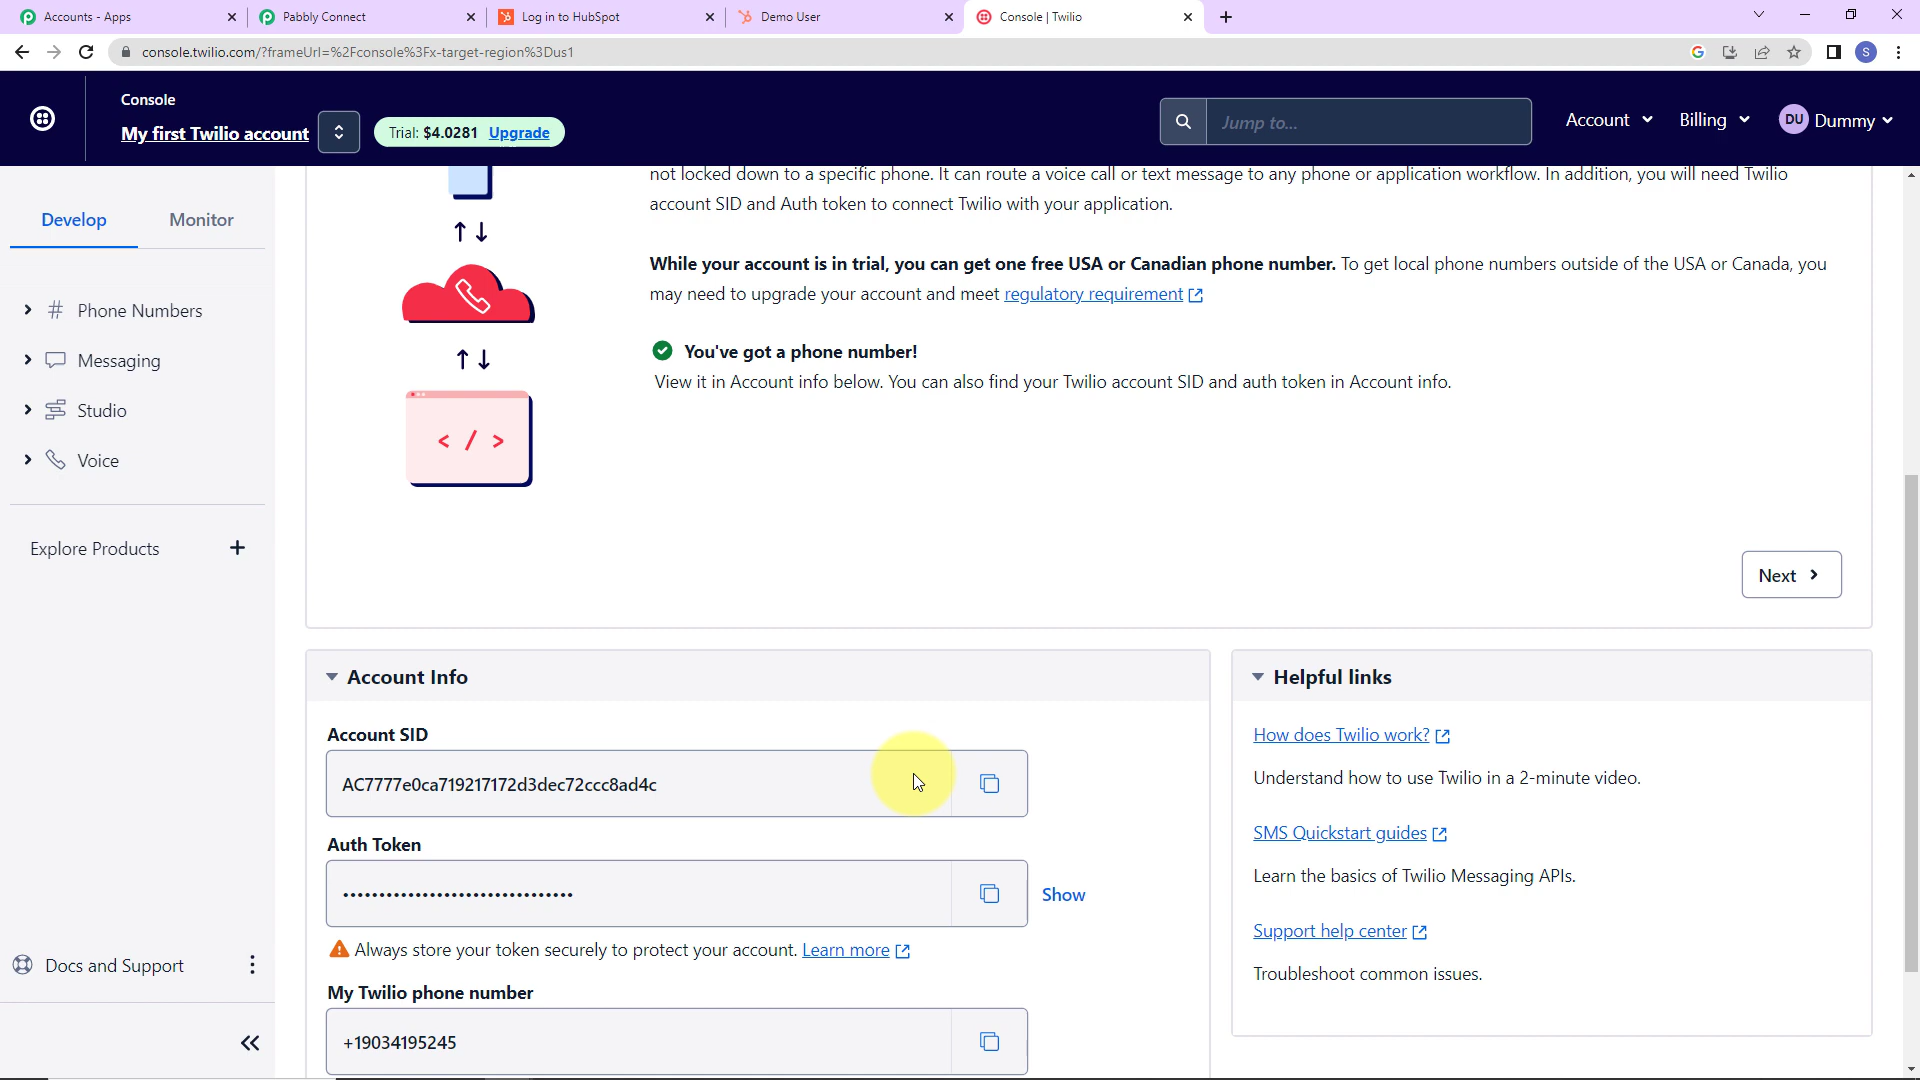 Accounts - Apps
Pabbly Connect
Log in to HubSpot
Demo User
Console | Twilio
console.twilio.com/?frameUrl=%2Fconsole%3Fx-target-region%3Dus1
S
Console
My first Twilio account
Trial: $4.0281 Upgrade
Jump to...
Account
Billing
DU
Dummy
Develop
Monitor
# Phone Numbers
Messaging
Studio
Voice
Explore Products +
Docs and Support
not locked down to a specific phone. It can route a voice call or text message to any phone or application workflow. In addition, you will need Twilio
account SID and Auth token to connect Twilio with your application.
While your account is in trial, you can get one free USA or Canadian phone number. To get local phone numbers outside of the USA or Canada, you
may need to upgrade your account and meet regulatory requirement
You've got a phone number!
View it in Account info below. You can also find your Twilio account SID and auth token in Account info.
< / >
Next
Account Info
Account SID
AC7777e0ca719217172d3dec72ccc8ad4c
Auth Token
••••••••••••••••••••••••••••••••
Show
Always store your token securely to protect your account. Learn more
My Twilio phone number
+19034195245
Helpful links
How does Twilio work?
Understand how to use Twilio in a 2-minute video.
SMS Quickstart guides
Learn the basics of Twilio Messaging APIs.
Support help center
Troubleshoot common issues.